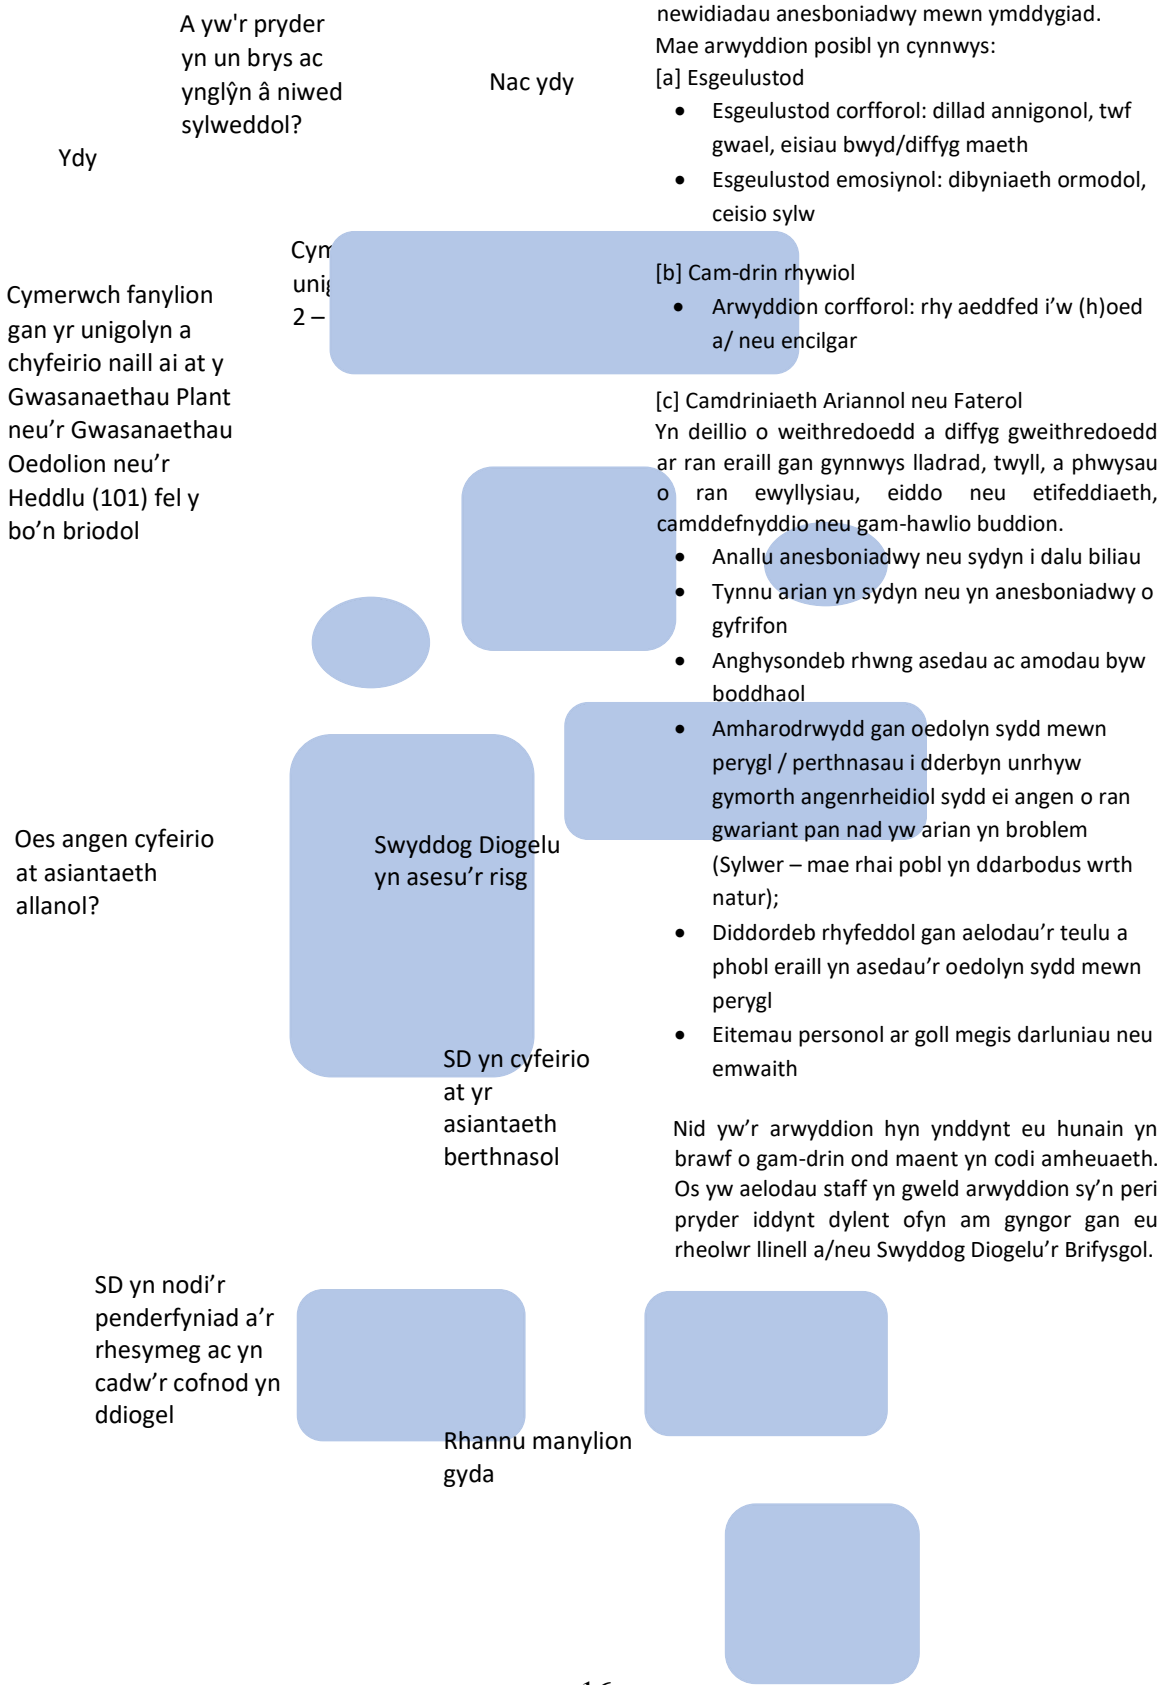 A yw'r pryder
yn un brys ac
ynglŷn â niwed
sylweddol?
Nac ydy
Ydy
Cymerwch fanylion
gan yr unigolyn a
chyfeirio naill ai at y
Gwasanaethau Plant
neu'r Gwasanaethau
Oedolion neu'r
Heddlu (101) fel y
bo'n briodol
2 –
Oes angen cyfeirio
at asiantaeth
allanol?
Swyddog Diogelu
yn asesu'r risg
SD yn cyfeirio
at yr
asiantaeth
berthnasol
SD yn nodi'r
penderfyniad a'r
rhesymeg ac yn
cadw'r cofnod yn
ddiogel
Rhannu manylion
gyda
newidiadau anesboniadwy mewn ymddygiad.
Mae arwyddion posibl yn cynnwys:
[a] Esgeulustod
• Esgeulustod corfforol: dillad annigonol, twf
gwael, eisiau bwyd/diffyg maeth
• Esgeulustod emosiynol: dibyniaeth ormodol,
ceisio sylw
[b] Cam-drin rhywiol
• Arwyddion corfforol: rhy aeddfed i'w (h)oed
a/ neu encilgar
[c] Camdriniaeth Ariannol neu Faterol
Yn deillio o weithredoedd a diffyg gweithredoedd
ar ran eraill gan gynnwys lladrad, twyll, a phwysau
o ran ewyllysiau, eiddo neu etifeddiaeth,
camddefnyddio neu gam-hawlio buddion.
• Anallu anesboniadwy neu sydyn i dalu biliau
• Tynnu arian yn sydyn neu yn anesboniadwy o
gyfrifon
• Anghysondeb rhwng asedau ac amodau byw
boddhaol
• Amharodrwydd gan oedolyn sydd mewn
perygl / perthnasau i dderbyn unrhyw
gymorth angenrheidiol sydd ei angen o ran
gwariant pan nad yw arian yn broblem
(Sylwer – mae rhai pobl yn ddarbodus wrth
natur);
• Diddordeb rhyfeddol gan aelodau'r teulu a
phobl eraill yn asedau'r oedolyn sydd mewn
perygl
• Eitemau personol ar goll megis darluniau neu
emwaith
Nid yw'r arwyddion hyn ynddynt eu hunain yn
brawf o gam-drin ond maent yn codi amheuaeth.
Os yw aelodau staff yn gweld arwyddion sy'n peri
pryder iddynt dylent ofyn am gyngor gan eu
rheolwr llinell a/neu Swyddog Diogelu'r Brifysgol.